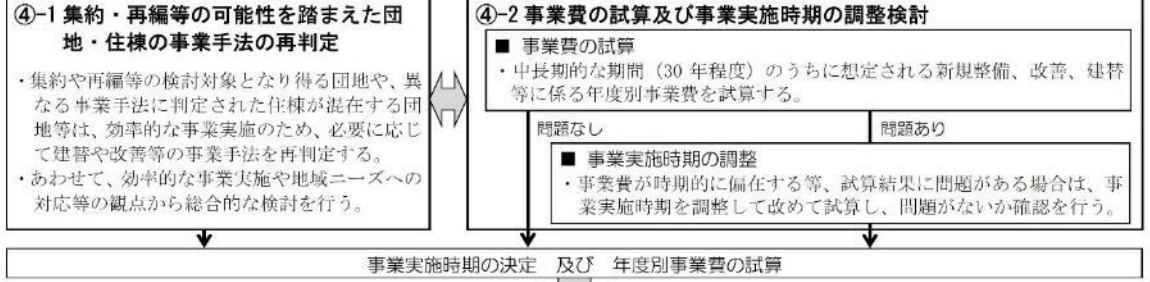 ④-1 集約・再編等の可能性を踏まえた団
地・住棟の事業手法の再判定
・集約や再編等の検討対象となり得る団地や、異
なる事業手法に判定された住棟が混在する団
地等は、効率的な事業実施のため、必要に応じ
て建替や改善等の事業手法を再判定する。
・あわせて、効率的な事業実施や地域ニーズへの
対応等の観点から総合的な検討を行う。
④-2 事業費の試算及び事業実施時期の調整検討
■ 事業費の試算
・中長期的な期間（30 年程度）のうちに想定される新規整備、改善、建替
等に係る年度別事業費を試算する。
問題なし
問題あり
■ 事業実施時期の調整
・事業費が時期的に偏在する等、試算結果に問題がある場合は、事
業実施時期を調整して改めて試算し、問題がないか確認を行う。
事業実施時期の決定 及び 年度別事業費の試算